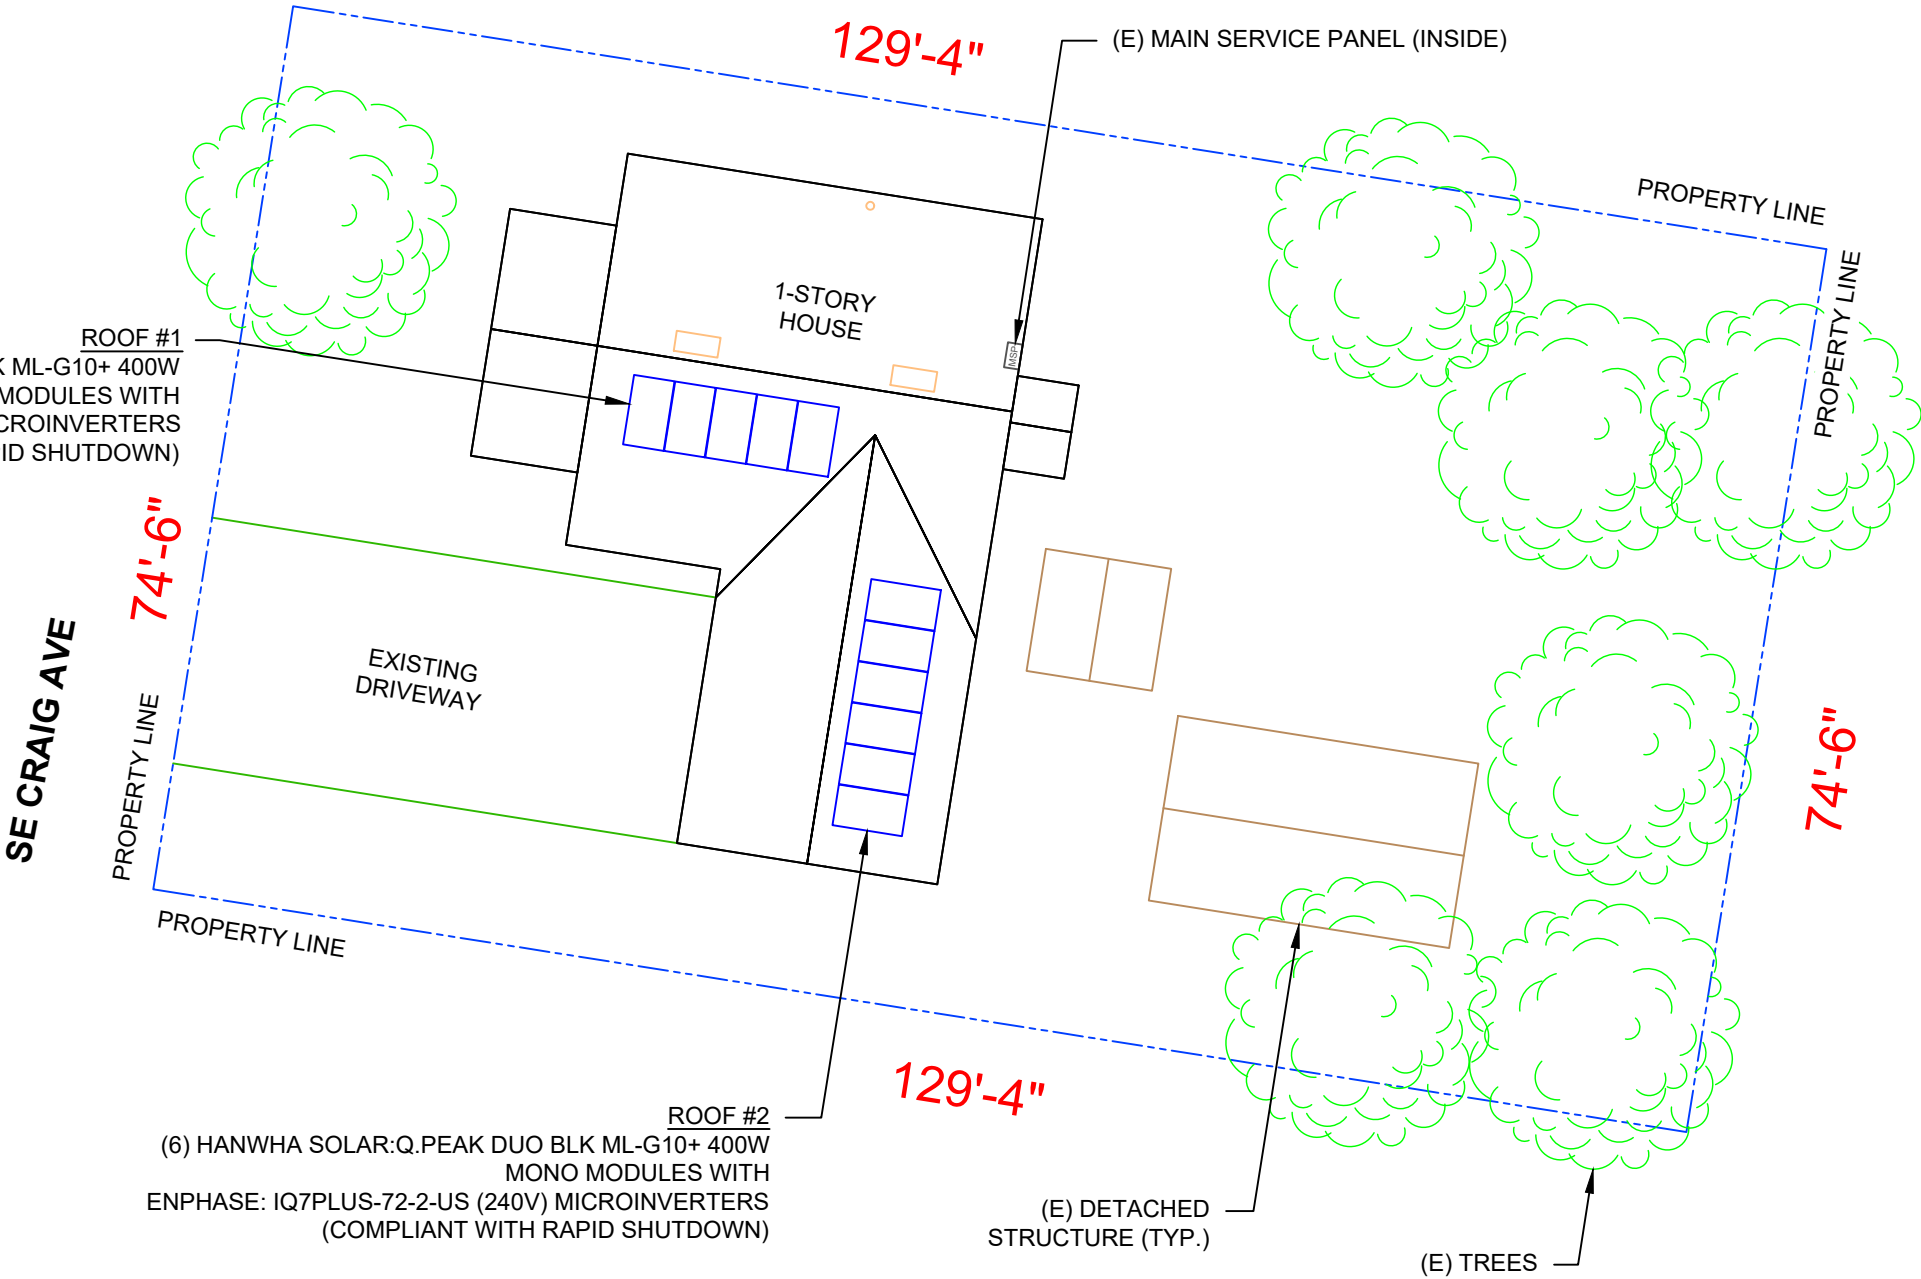 129'-4"
(E) MAIN SERVICE PANEL (INSIDE)
PROPERTY LINE
PROPERTY LINE
1-STORY
HOUSE
MSP
ROOF #1
ML-G10+ 400W
MODULES WITH
SHUTDOWN)
74'-6"
SE CRAIG AVE
EXISTING
DRIVEWAY
PROPERTY LINE
PROPERTY LINE
74'-6"
129'-4"
ROOF #2
(6) HANWHA SOLAR:Q.PEAK DUO BLK ML-G10+ 400W
MONO MODULES WITH
ENPHASE: IQ7PLUS-72-2-US (240V) MICROINVERTERS
(COMPLIANT WITH RAPID SHUTDOWN)
(E) DETACHED
STRUCTURE (TYP.)
(E) TREES